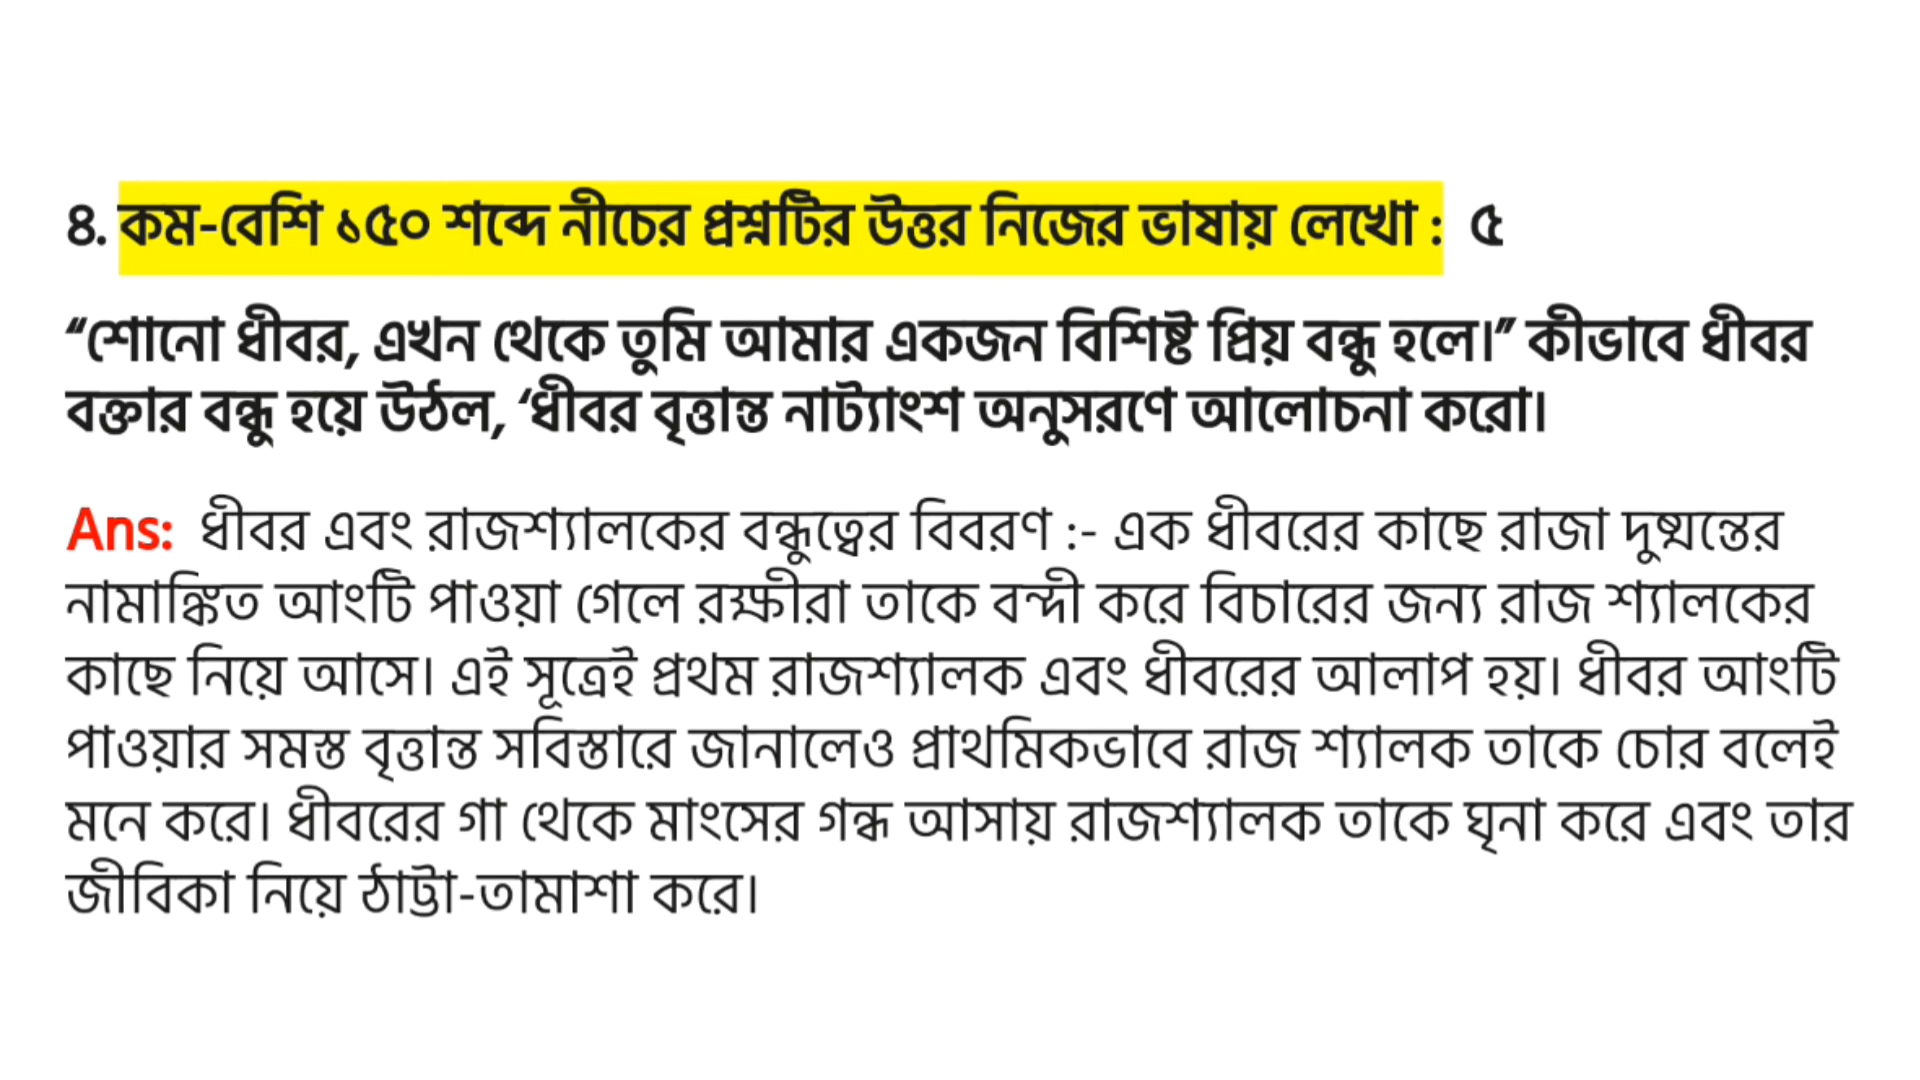 8. কম-বেশি ১৫০ শব্দে নীচের প্রশ্নটির উত্তর নিজের ভাষায় লেখো : ৫
“শোনো ধীবর, এখন থেকে তুমি আমার একজন বিশিষ্ট প্রিয় বন্ধু হলে।” কীভাবে ধীবর
বক্তার বন্ধু হয়ে উঠল, ‘ধীবর বৃত্তান্ত নাট্যাংশ অনুসরণে আলোচনা করো।
Ans: ধীবর এবং রাজশ্যালকের বন্ধুত্বের বিবরণ :- এক ধীবরের কাছে রাজা দুষ্মন্তের
নামাঙ্কিত আংটি পাওয়া গেলে রক্ষীরা তাকে বন্দী করে বিচারের জন্য রাজ শ্যালকের
কাছে নিয়ে আসে। এই সূত্রেই প্রথম রাজশ্যালক এবং ধীবরের আলাপ হয়। ধীবর আংটি
পাওয়ার সমস্ত বৃত্তান্ত সবিস্তারে জানালেও প্রাথমিকভাবে রাজ শ্যালক তাকে চোর বলেই
মনে করে। ধীবরের গা থেকে মাংসের গন্ধ আসায় রাজশ্যালক তাকে ঘৃনা করে এবং তার
জীবিকা নিয়ে ঠাট্টা-তামাশা করে।